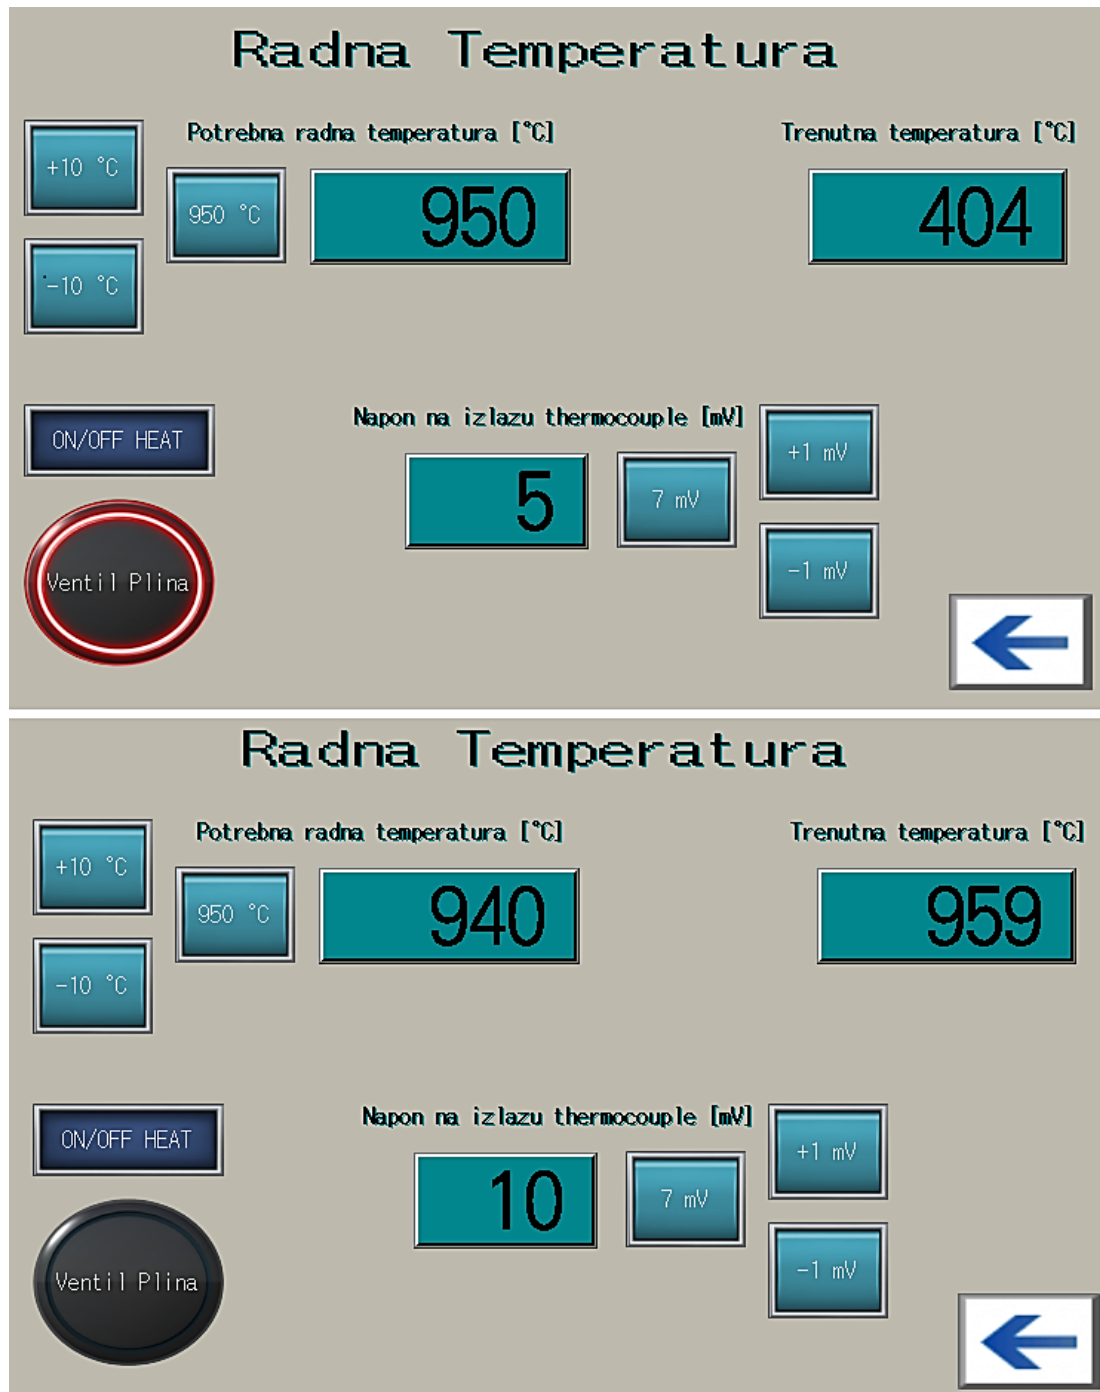 Radna Temperatura
Potrebna radna temperatura [°C]
Trenutna temperatura [°C]
+10 °C
950 °C
950
404
-10 °C
ON/OFF HEAT
Napon na izlazu thermocouple [mV]
5
7 mV
+1 mV
-1 mV
Ventil Plina
Radna Temperatura
Potrebna radna temperatura [°C]
Trenutna temperatura [°C]
+10 °C
950 °C
940
959
-10 °C
ON/OFF HEAT
Napon na izlazu thermocouple [mV]
10
7 mV
+1 mV
-1 mV
Ventil Plina